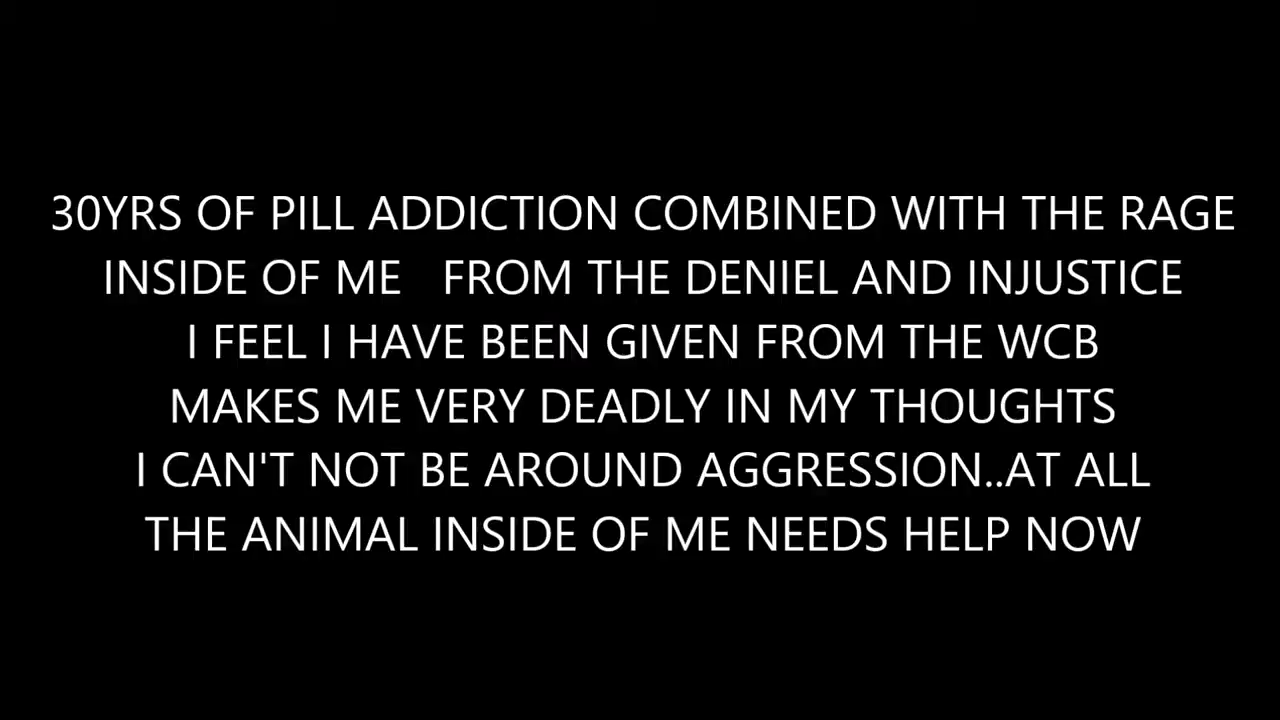 30YRS OF PILL ADDICTION COMBINED WITH THE RAGE
INSIDE OF ME   FROM THE DENIEL AND INJUSTICE
I FEEL I HAVE BEEN GIVEN FROM THE WCB
MAKES ME VERY DEADLY IN MY THOUGHTS
I CAN'T NOT BE AROUND AGGRESSION..AT ALL
THE ANIMAL INSIDE OF ME NEEDS HELP NOW